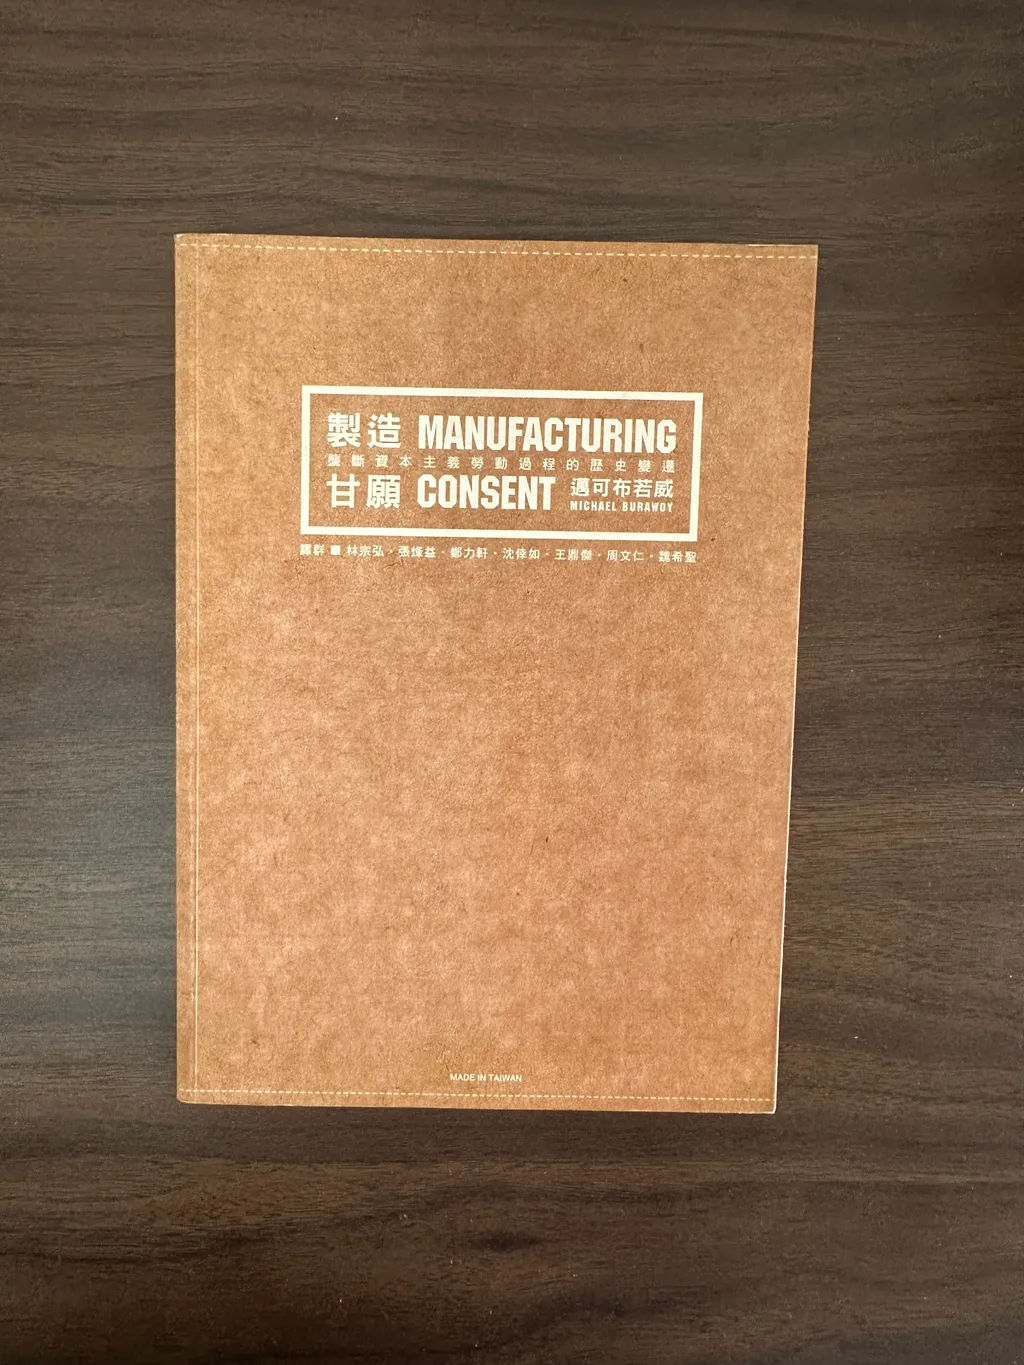 製造 MANUFACTURING
壟斷資本主義勞動過程的歷史變遷
甘願 CONSENT 邁可布若威
MICHAEL BURAWOY
譯群 ■ 林宗弘・張烽益・鄭力軒・沈倖如・王鼎傑・周文仁・魏希聖
MADE IN TAIWAN